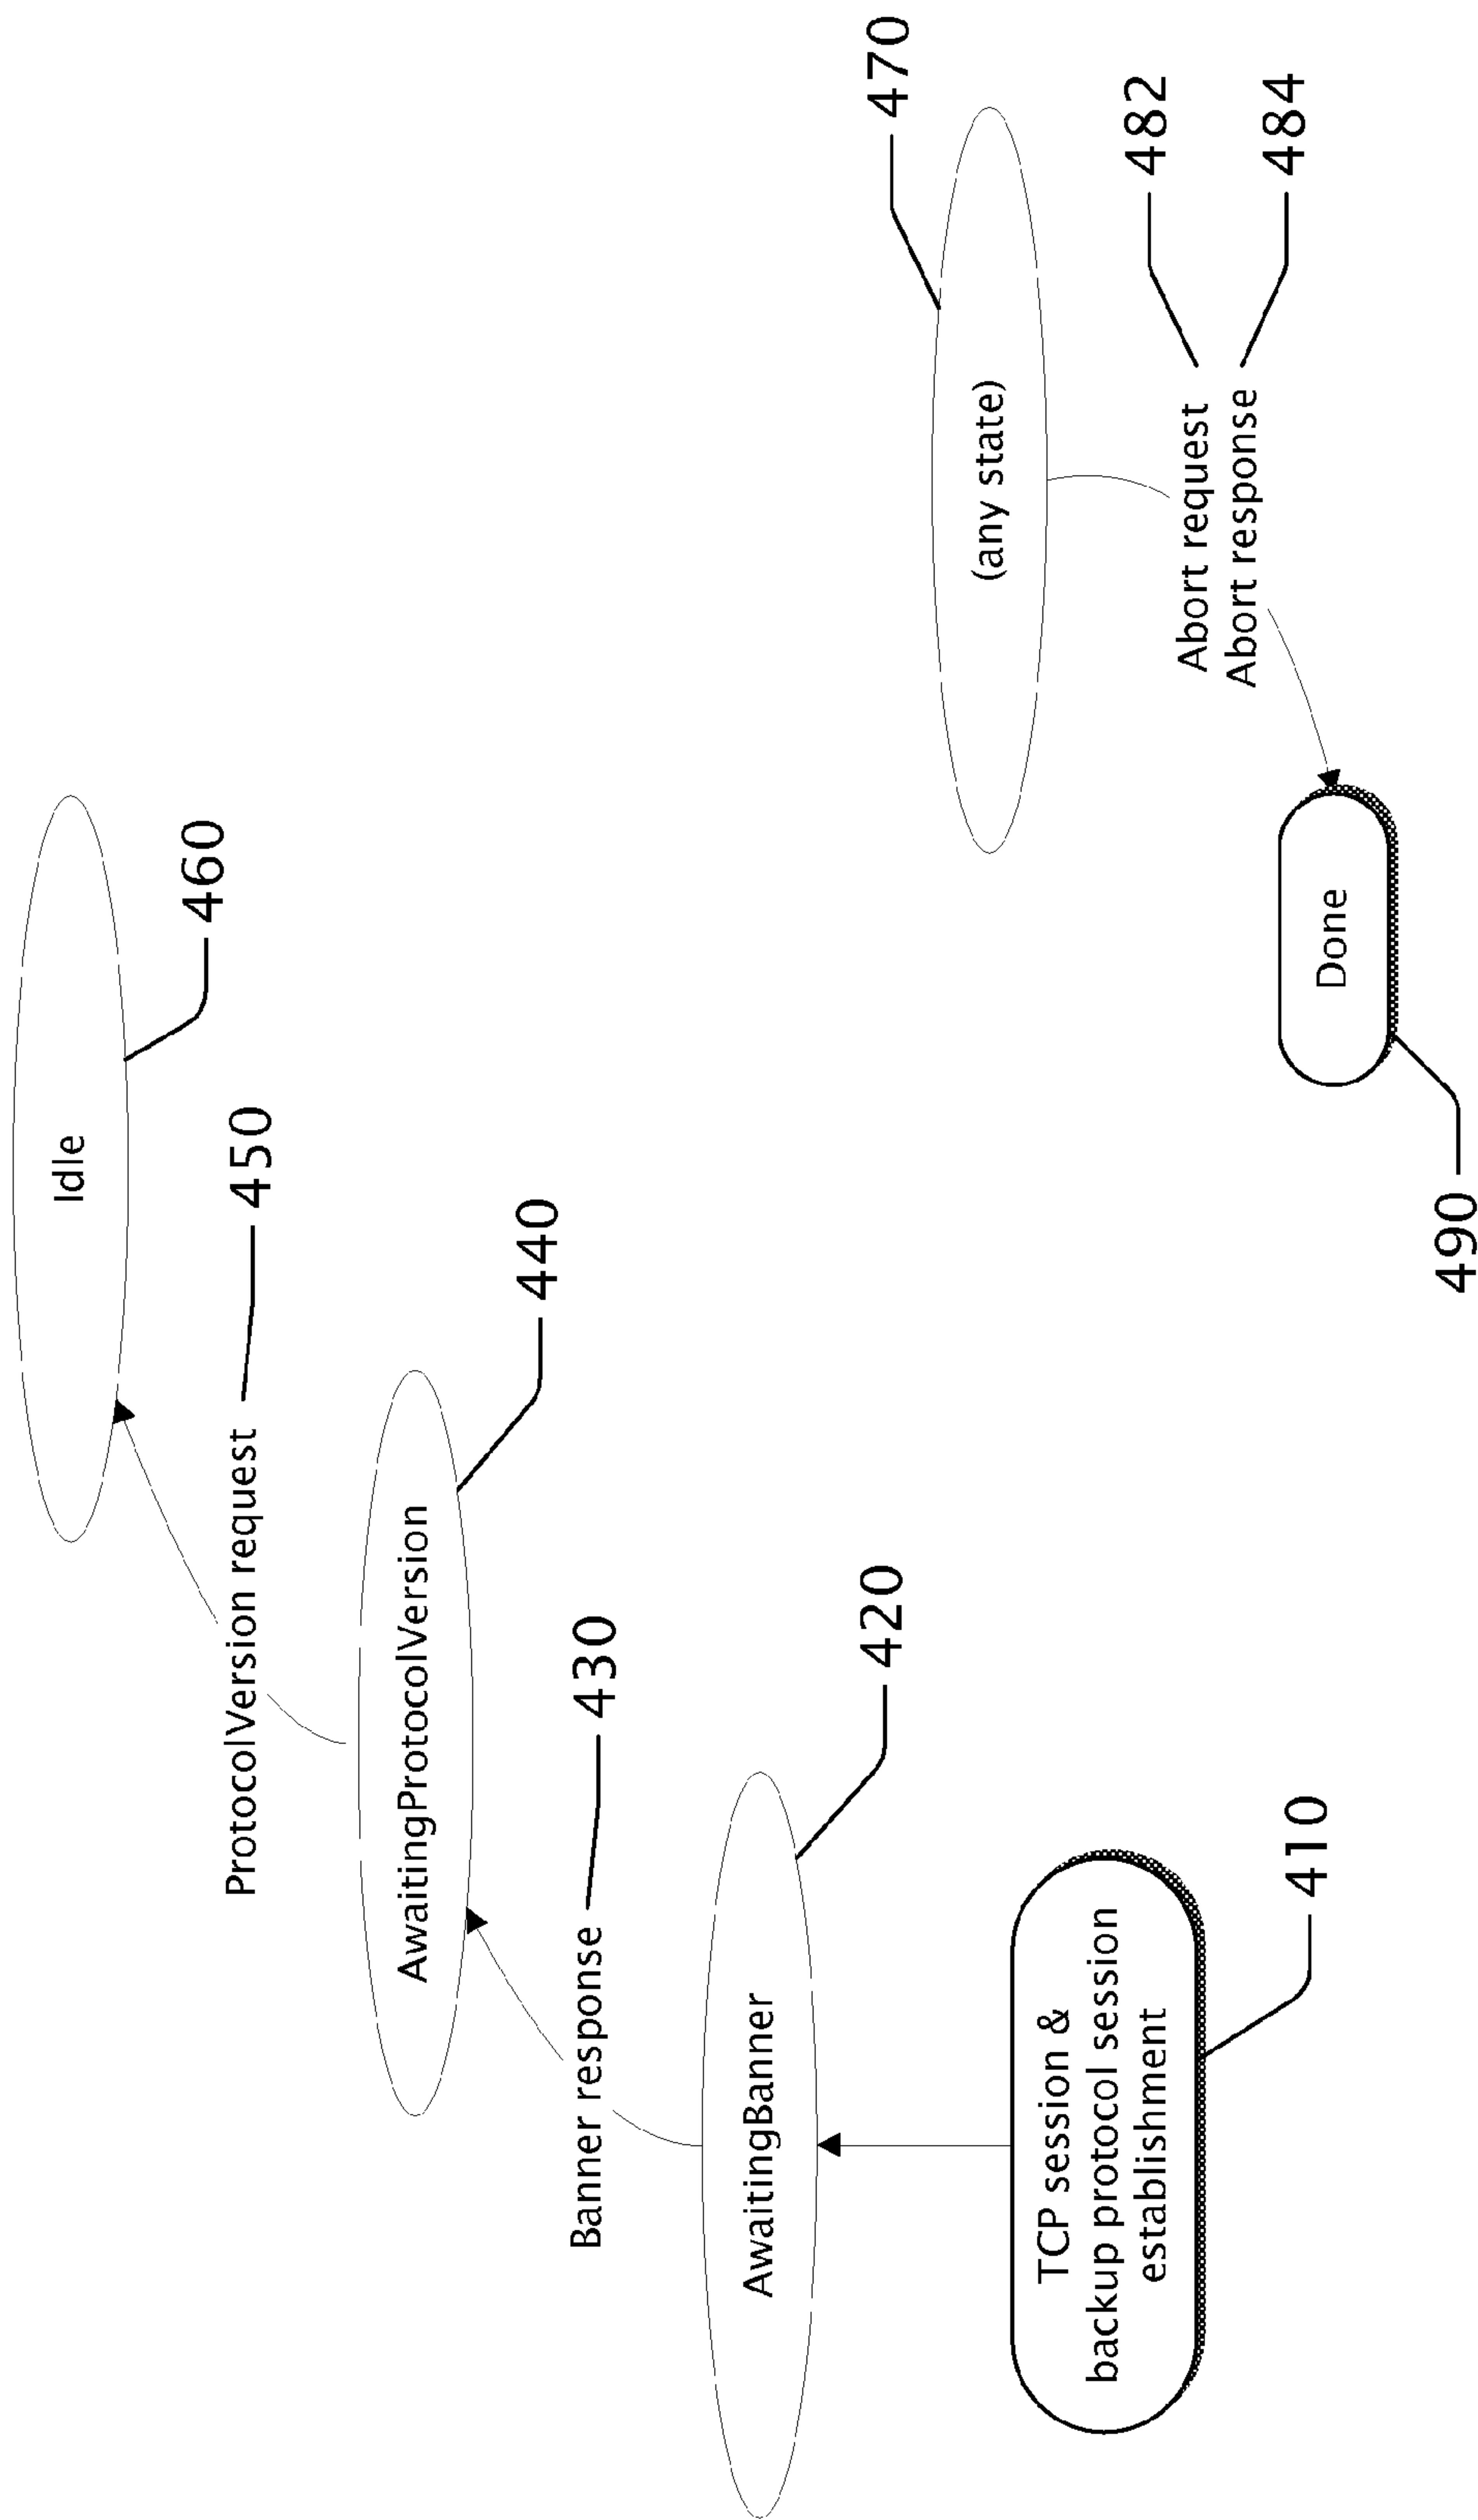 Idle
460
ProtocolVersion request 450
AwaitingProtocolVersion
440
Banner response 430
AwaitingBanner
420
TCP session &
backup protocol session
establishment
410
470
(any state)
482
Abort request
Abort response
484
Done
490